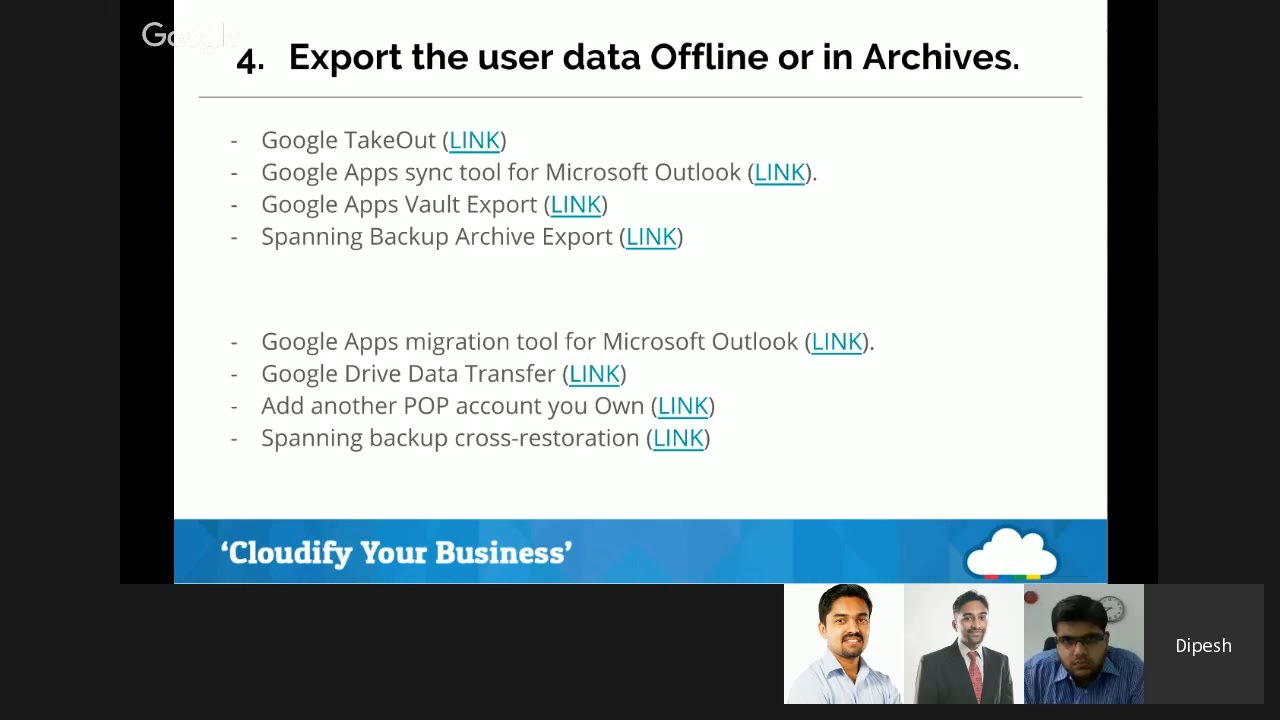 Google
4. Export the user data Offline or in Archives.
- Google TakeOut (LINK)
- Google Apps sync tool for Microsoft Outlook (LINK).
- Google Apps Vault Export (LINK)
- Spanning Backup Archive Export (LINK)
- Google Apps migration tool for Microsoft Outlook (LINK).
- Google Drive Data Transfer (LINK)
- Add another POP account you Own (LINK)
- Spanning backup cross-restoration (LINK)
‘Cloudify Your Business’
Dipesh